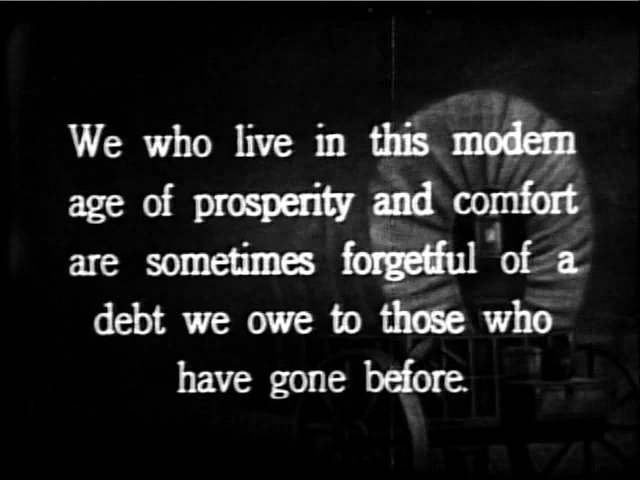 We who live in this modern
age of prosperity and comfort
are sometimes forgetful of a
debt we owe to those who
have gone before.